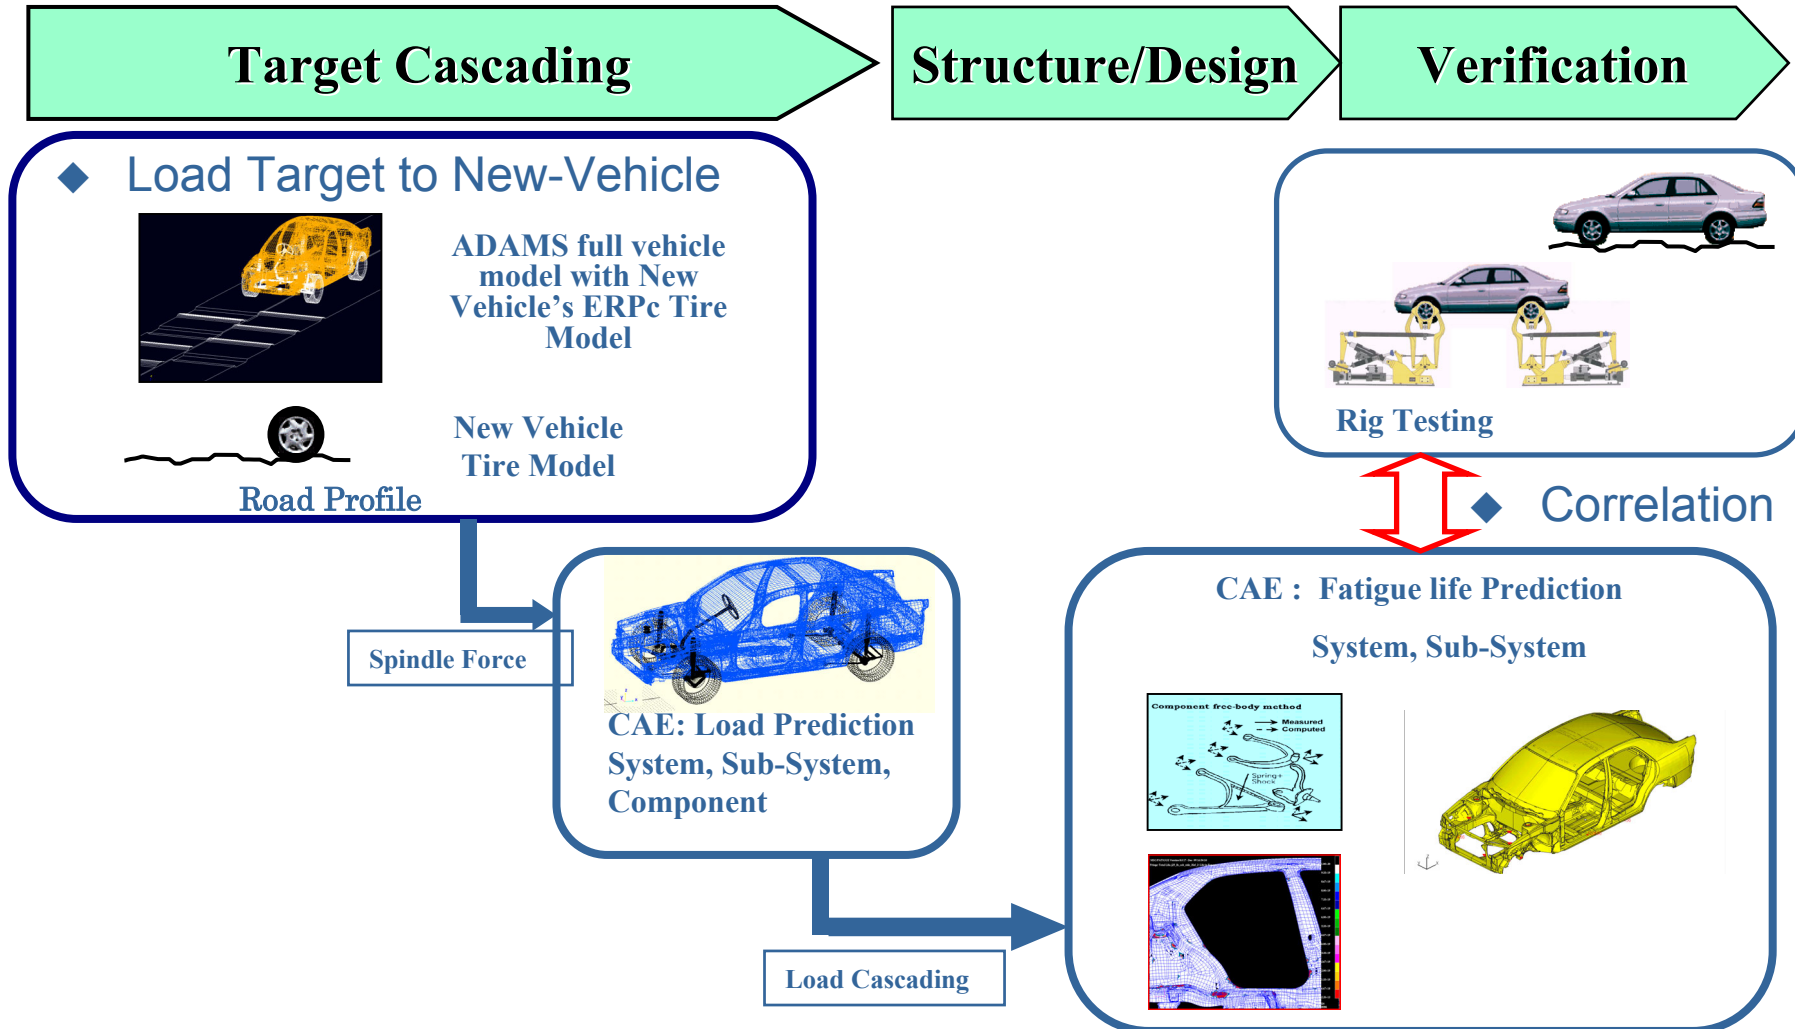 Target Cascading
Structure/Design
Verification
Load Target to New-Vehicle
ADAMS full vehicle
model with New
Vehicle's ERPc Tire
Model
New Vehicle
Tire Model
Road Profile
Rig Testing
Correlation
Spindle Force
CAE: Load Prediction
System, Sub-System,
Component
Load Cascading
CAE : Fatigue life Prediction
System, Sub-System
Component free-body method
Measured
Computed
Spring+
Shock